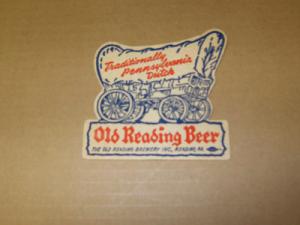 Traditionally
Pennsylvania
Dutch
Old Reading Beer
THE OLD READING BREWERY INC., READING, PA.